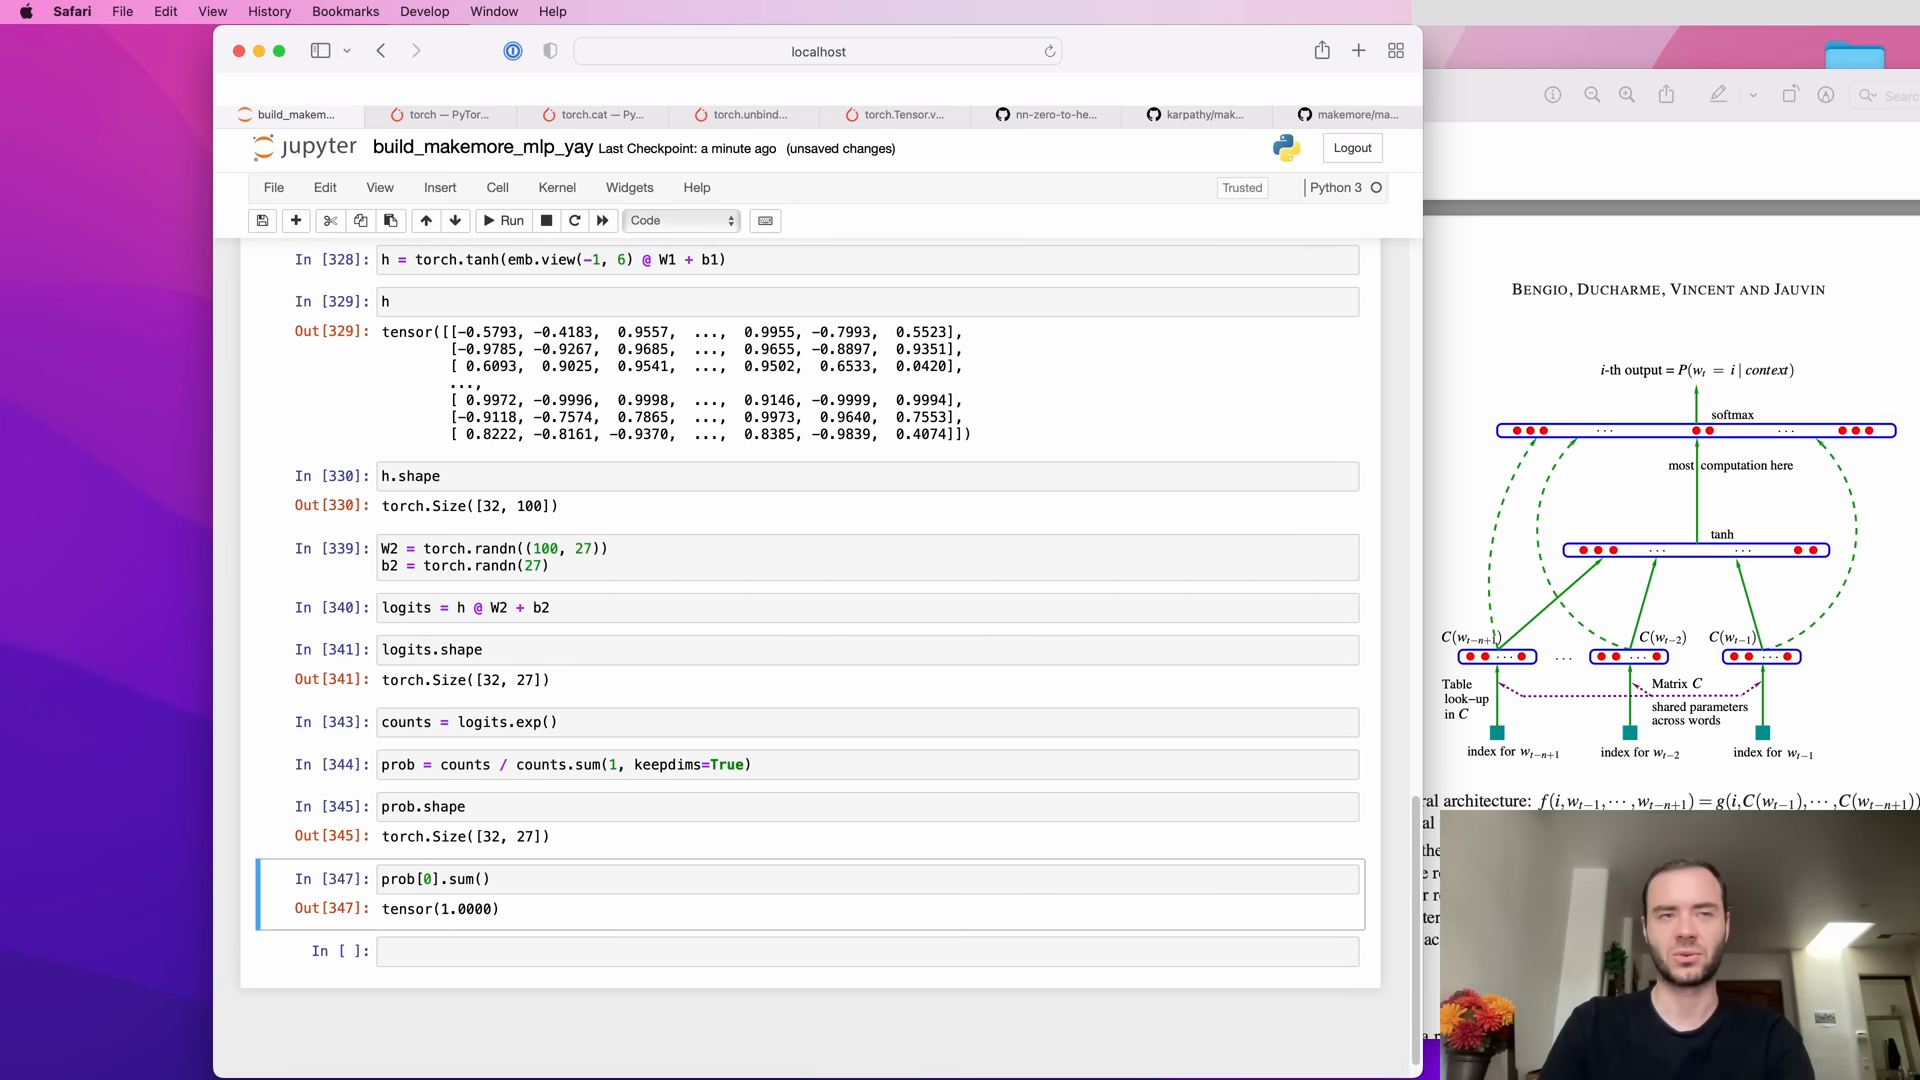 Safari File Edit View History Bookmarks Develop Window Help
localhost
build_makem...
torch — PyTor...
torch.cat — Py...
torch.unbind...
torch.Tensor.v...
nn-zero-to-he...
karpathy/mak...
makemore/ma...
jupyter build_makemore_mlp_yay Last Checkpoint: a minute ago (unsaved changes)
Logout
File Edit View Insert Cell Kernel Widgets Help
Trusted
Python 3
Run
Code
In [328]: h = torch.tanh(emb.view(-1, 6) @ W1 + b1)
In [329]: h
Out[329]: tensor([[-0.5793, -0.4183, 0.9557, ..., 0.9955, -0.7993, 0.5523],
[-0.9785, -0.9267, 0.9685, ..., 0.9655, -0.8897, 0.9351],
[ 0.6093, 0.9025, 0.9541, ..., 0.9502, 0.6533, 0.0420],
...,
[ 0.9972, -0.9996, 0.9998, ..., 0.9146, -0.9999, 0.9994],
[-0.9118, -0.7574, 0.7865, ..., 0.9973, 0.9640, 0.7553],
[ 0.8222, -0.8161, -0.9370, ..., 0.8385, -0.9839, 0.4074]])
In [330]: h.shape
Out[330]: torch.Size([32, 100])
In [339]: W2 = torch.randn((100, 27))
b2 = torch.randn(27)
In [340]: logits = h @ W2 + b2
In [341]: logits.shape
Out[341]: torch.Size([32, 27])
In [343]: counts = logits.exp()
In [344]: prob = counts / counts.sum(1, keepdims=True)
In [345]: prob.shape
Out[345]: torch.Size([32, 27])
In [347]: prob[0].sum()
Out[347]: tensor(1.0000)
In [ ]:
Search
BENGIO, DUCHARME, VINCENT AND JAUVIN
i-th output = P(w_t = i | context)
softmax
... ...
most computation here
tanh
... ...
C(w_{t-n+1}) C(w_{t-2}) C(w_{t-1})
... ... ... ...
Table look-up in C
Matrix C
shared parameters
across words
index for w_{t-n+1} index for w_{t-2} index for w_{t-1}
ral architecture: f(i,w_{t-1},⋯,w_{t-n+1}) = g(i,C(w_{t-1}),⋯,C(w_{t-n+1}))
al
the
e r
r r
ter
ac